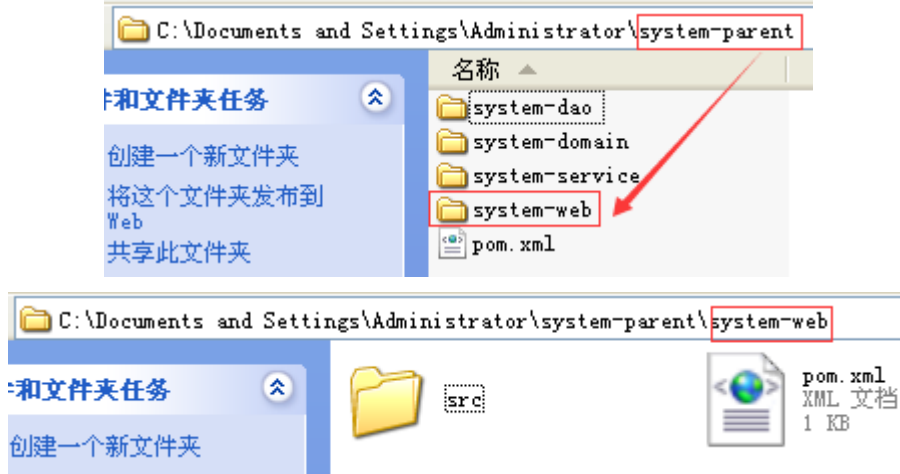 C:\Documents and Settings\Administrator\system-parent
名称
件和文件夹任务
system-dao
创建一个新文件夹
system-domain
将这个文件夹发布到
Web
system-service
system-web
共享此文件夹
pom.xml
C:\Documents and Settings\Administrator\system-parent\system-web
和文件夹任务
src
pom.xml
XML 文档
1 KB
创建一个新文件夹